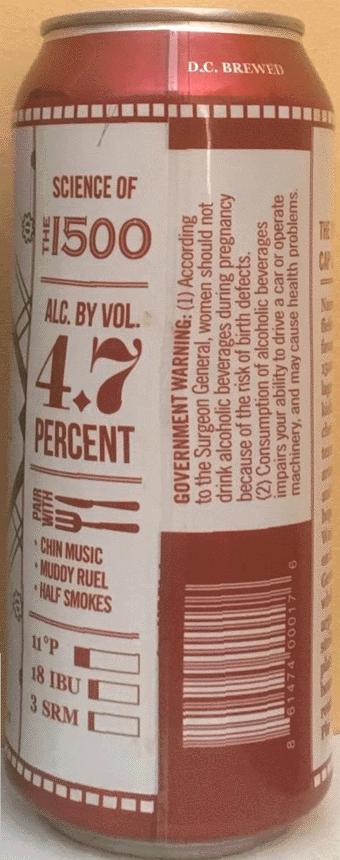 D.C. BREWED
SCIENCE OF
THE 1500
ALC. BY VOL.
4.7
PERCENT
PAIR WITH
• CHIN MUSIC
• MUDDY RUEL
• HALF SMOKES
11°P
18 IBU
3 SRM
GOVERNMENT WARNING: (1) According
to the Surgeon General, women should not
drink alcoholic beverages during pregnancy
because of the risk of birth defects.
(2) Consumption of alcoholic beverages
impairs your ability to drive a car or operate
machinery, and may cause health problems.
8 61474 00017 6
THE
CAP